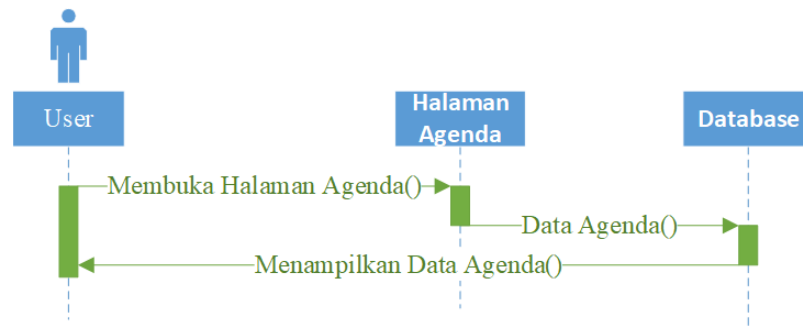 User
Halaman
Agenda
Database
Membuka Halaman Agenda()
Data Agenda()
Menampilkan Data Agenda()